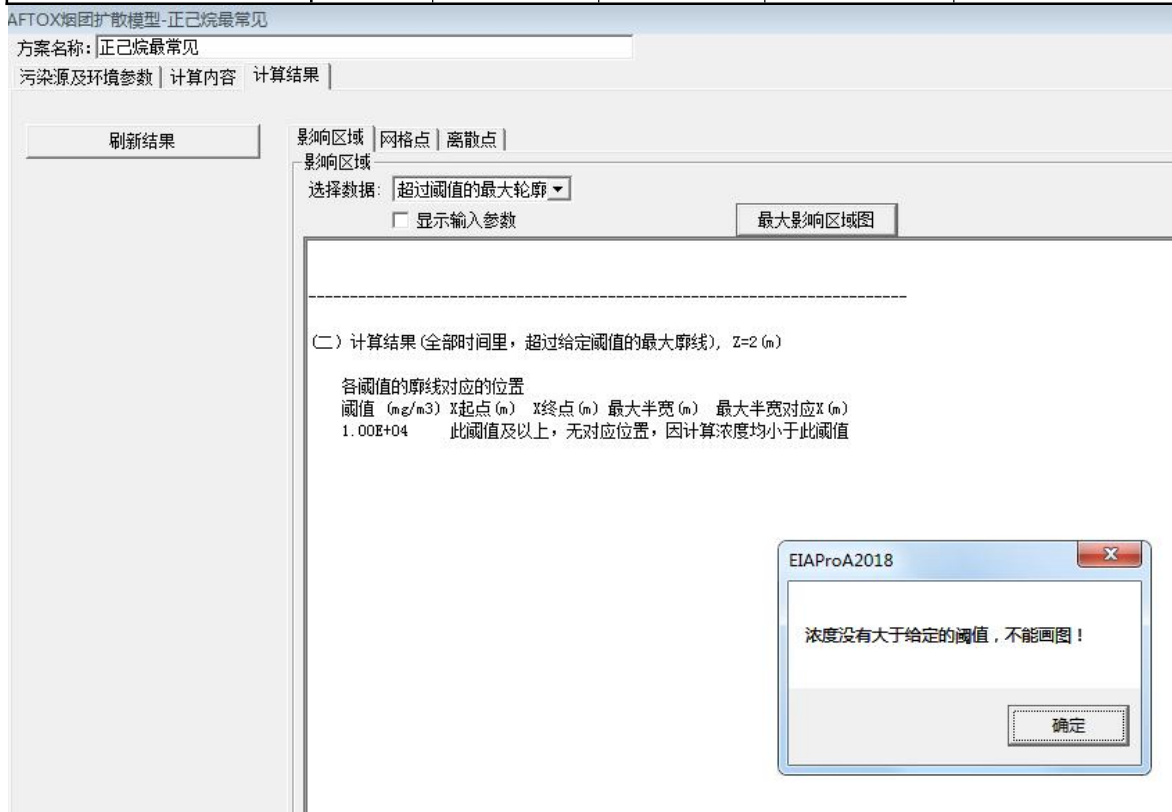 AFTOX烟团扩散模型-正己烷最常见
方案名称: 正己烷最常见
污染源及环境参数 计算内容 计算结果
刷新结果
影响区域 网格点 离散点
影响区域
选择数据: 超过阈值的最大轮廓
显示输入参数 最大影响区域图
-------------------------------------------------------------------------
(二) 计算结果(全部时间里，超过给定阈值的最大廓线), Z=2(m)
各阈值的廓线对应的位置
阈值 (mg/m3) X起点(m) X终点(m) 最大半宽(m) 最大半宽对应X(m)
1.00E+04 此阈值及以上，无对应位置，因计算浓度均小于此阈值
EIAProA2018
浓度没有大于给定的阈值，不能画图！
确定